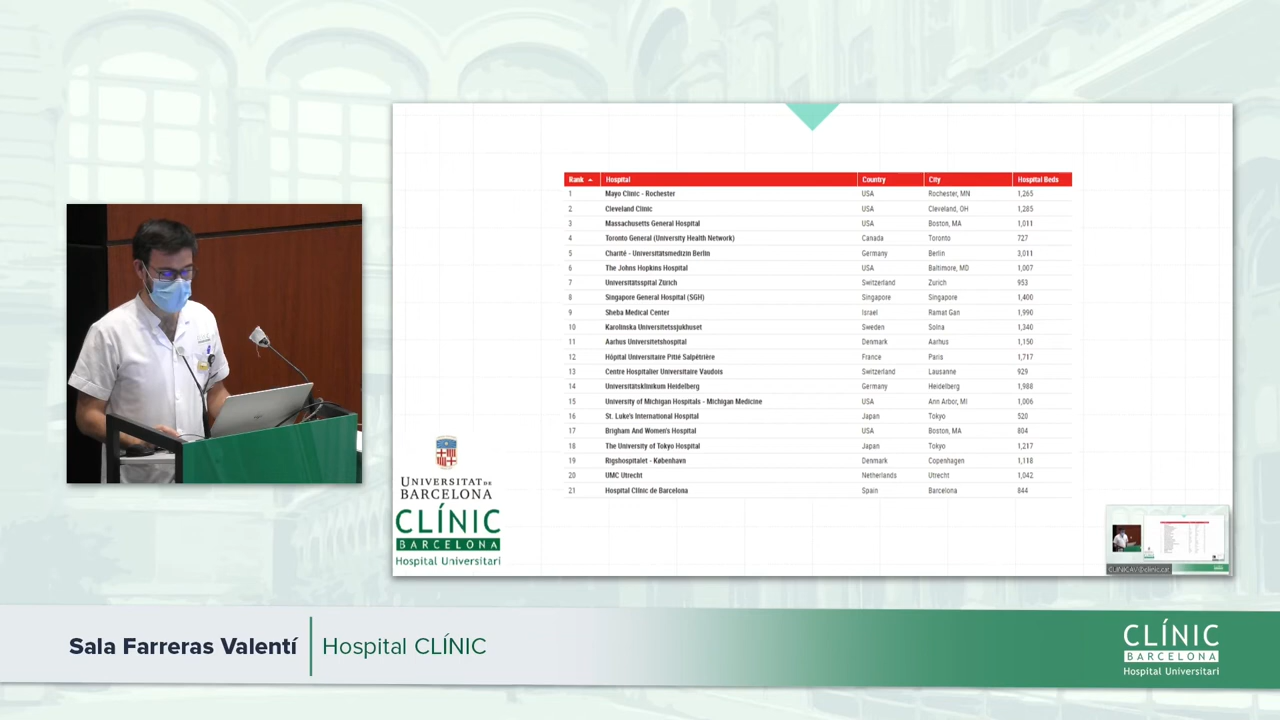 Rank Hospital Country City Hospital Beds
1 Mayo Clinic - Rochester USA Rochester, MN 1,265
2 Cleveland Clinic USA Cleveland, OH 1,285
3 Massachusetts General Hospital USA Boston, MA 1,011
4 Toronto General (University Health Network) Canada Toronto 727
5 Charité - Universitätsmedizin Berlin Germany Berlin 3,011
6 The Johns Hopkins Hospital USA Baltimore, MD 1,007
7 Universitätsspital Zürich Switzerland Zurich 953
8 Singapore General Hospital (SGH) Singapore Singapore 1,400
9 Sheba Medical Center Israel Ramat Gan 1,990
10 Karolinska Universitetssjukhuset Sweden Solna 1,340
11 Aarhus Universitetshospital Denmark Aarhus 1,150
12 Hôpital Universitaire Pitié Salpêtrière France Paris 1,717
13 Centre Hospitalier Universitaire Vaudois Switzerland Lausanne 929
14 Universitätsklinikum Heidelberg Germany Heidelberg 1,988
15 University of Michigan Hospitals - Michigan Medicine USA Ann Arbor, MI 1,006
16 St. Luke's International Hospital Japan Tokyo 520
17 Brigham And Women's Hospital USA Boston, MA 804
18 The University of Tokyo Hospital Japan Tokyo 1,217
19 Rigshospitalet - København Denmark Copenhagen 1,118
20 UMC Utrecht Netherlands Utrecht 1,042
21 Hospital Clínic de Barcelona Spain Barcelona 844
UNIVERSITAT DE
BARCELONA
CLÍNIC
BARCELONA
Hospital Universitari
Sala Farreras Valentí Hospital CLÍNIC
CLÍNIC
BARCELONA
Hospital Universitari